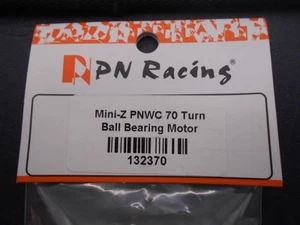 PN Racing
Mini-Z PNWC 70 Turn
Ball Bearing Motor
132370